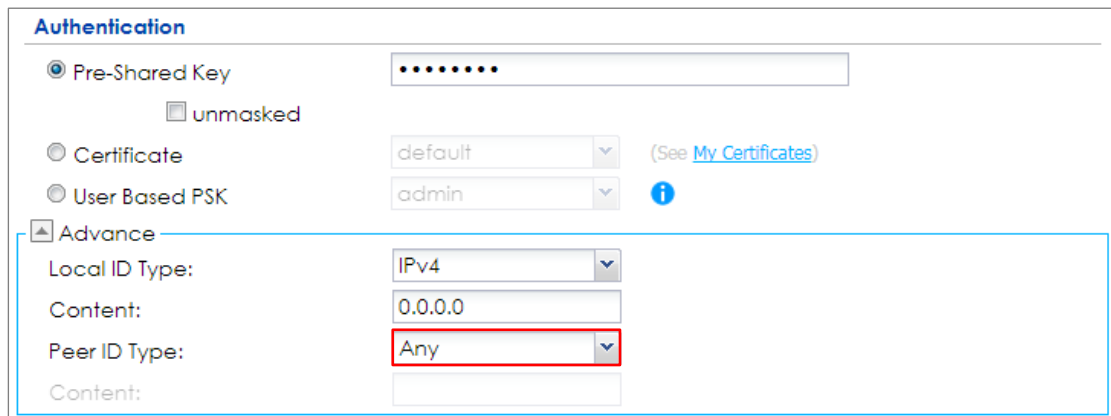 Authentication
Pre-Shared Key ••••••••
unmasked
Certificate default (See My Certificates)
User Based PSK admin
Advance
Local ID Type: IPv4
Content: 0.0.0.0
Peer ID Type: Any
Content: